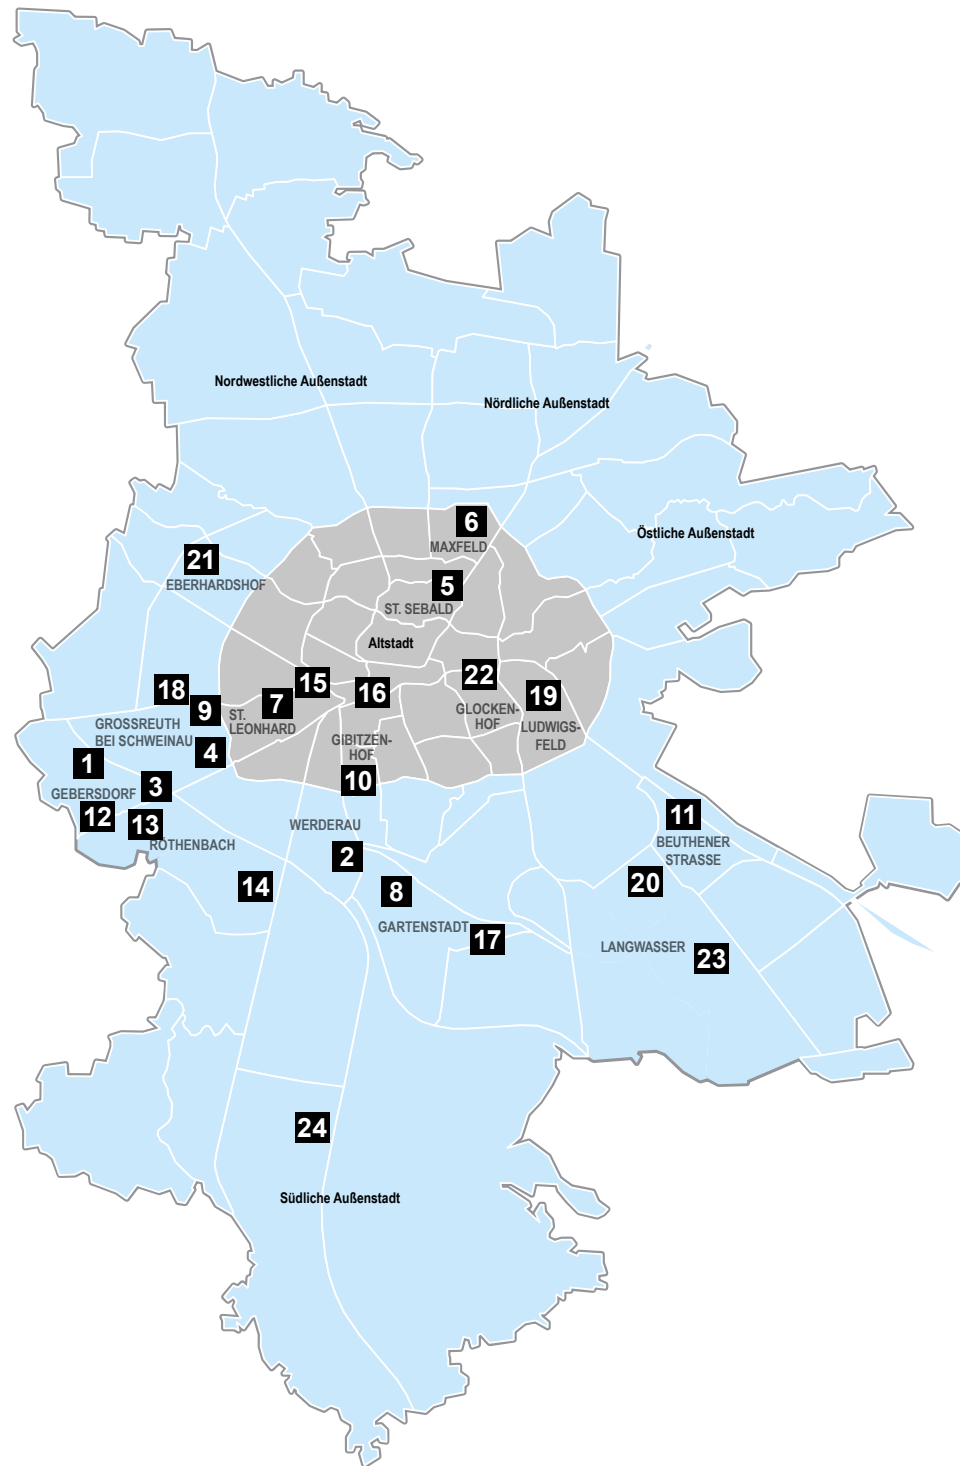 Nordwestliche Außenstadt
Nördliche Außenstadt
6
MAXFELD
Östliche Außenstadt
21
EBERHARDSHOF
5
ST. SEBALD
Altstadt
18
9
GROSSREUTH
BEI SCHWEINAU
4
15
7
ST.
LEONHARD
16
GIBITZEN-
HOF
10
22
GLOCKEN-
HOF
19
LUDWIGS-
FELD
1
GEBERSDORF
3
12
13
RÖTHENBACH
WERDERAU
2
14
8
GARTENSTADT
17
11
BEUTHENER
STRASSE
20
LANGWASSER
23
24
Südliche Außenstadt